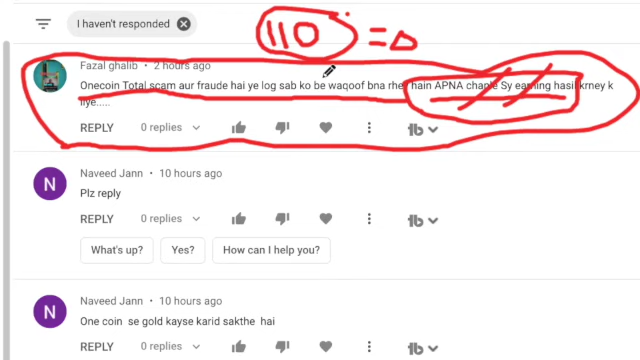 I haven't responded
110 = 0
Fazal ghalib • 2 hours ago
Onecoin Total scam aur fraude hai ye log sab ko be waqoof bna rhey hain APNA chanle Sy earning hasil krney k
liye.....
REPLY 0 replies
Naveed Jann • 10 hours ago
Plz reply
REPLY 0 replies
What's up? Yes? How can I help you?
Naveed Jann • 10 hours ago
One coin se gold kayse karid sakthe hai
REPLY 0 replies